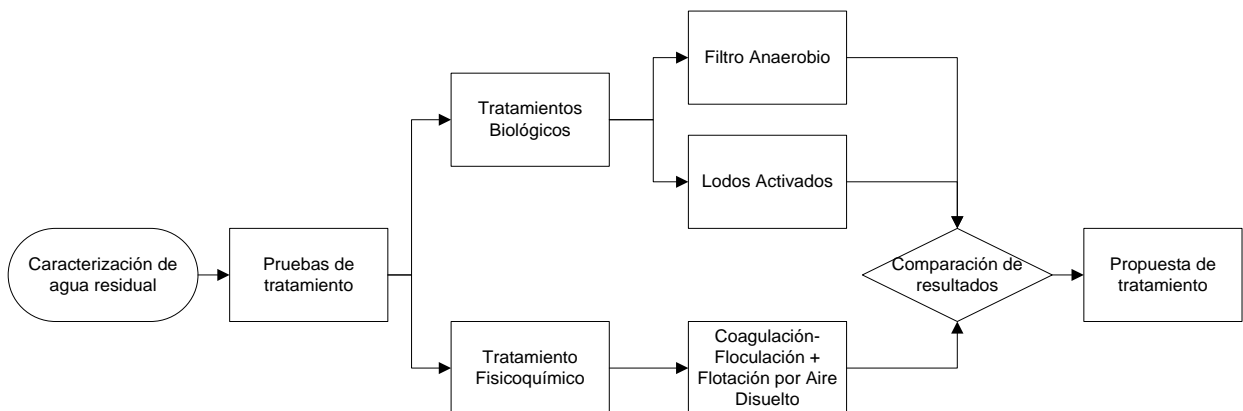 Filtro Anaerobio
Tratamientos
Biológicos
Lodos Activados
Caracterización de
agua residual
Pruebas de
tratamiento
Comparación de
resultados
Propuesta de
tratamiento
Tratamiento
Fisicoquímico
Coagulación-
Floculación +
Flotación por Aire
Disuelto